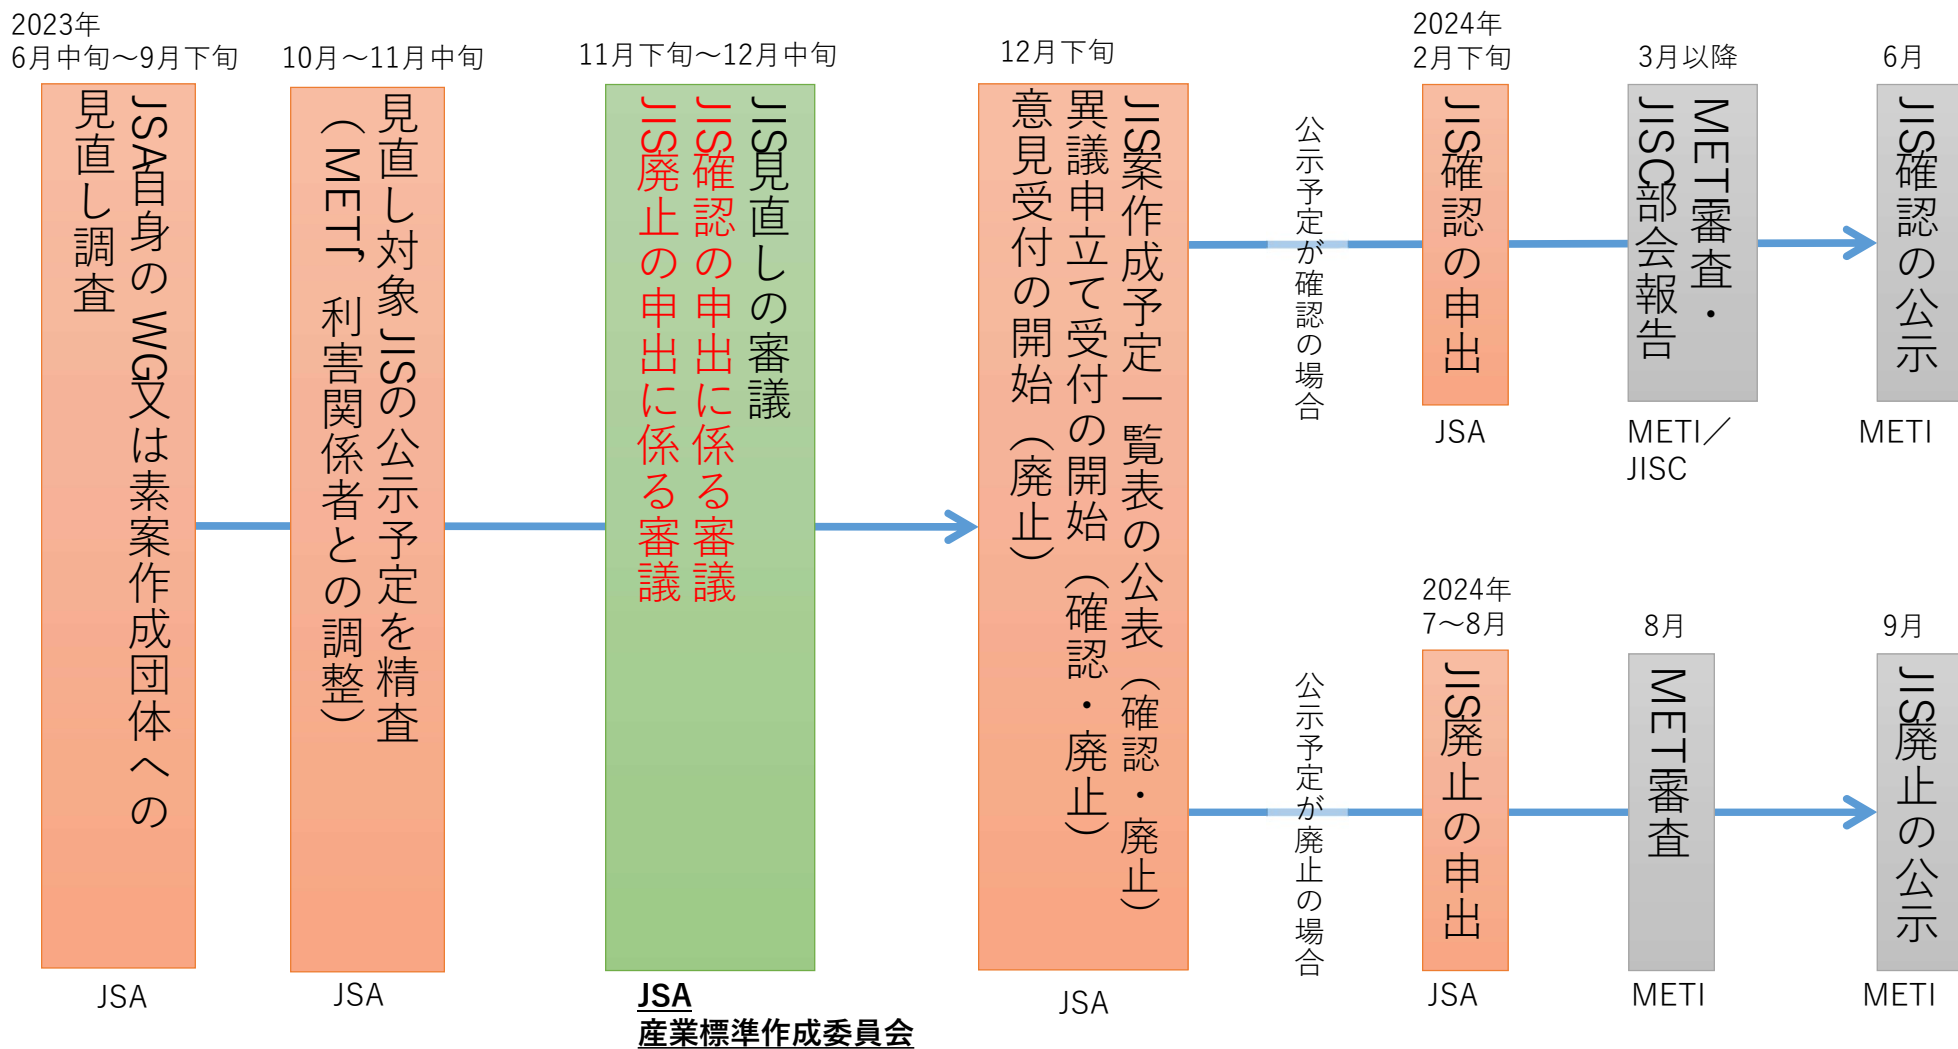 2023年
6月中旬～9月下旬
JSA自身のWG又は素案作成団体への
見直し調査
JSA
10月～11月中旬
見直し対象JISの公示予定を精査
（METI、利害関係者との調整）
JSA
11月下旬～12月中旬
JIS見直しの審議
JIS確認の申出に係る審議
JIS廃止の申出に係る審議
JSA
産業標準作成委員会
12月下旬
JIS案作成予定一覧表の公表（確認・廃止）
異議申立て受付の開始（確認・廃止）
意見受付の開始（廃止）
JSA
公示予定が確認の場合
2024年
2月下旬
JIS確認の申出
JSA
3月以降
METI審査・
JISC部会報告
METI／
JISC
6月
JIS確認の公示
METI
公示予定が廃止の場合
2024年
7～8月
JIS廃止の申出
JSA
8月
METI審査
METI
9月
JIS廃止の公示
METI